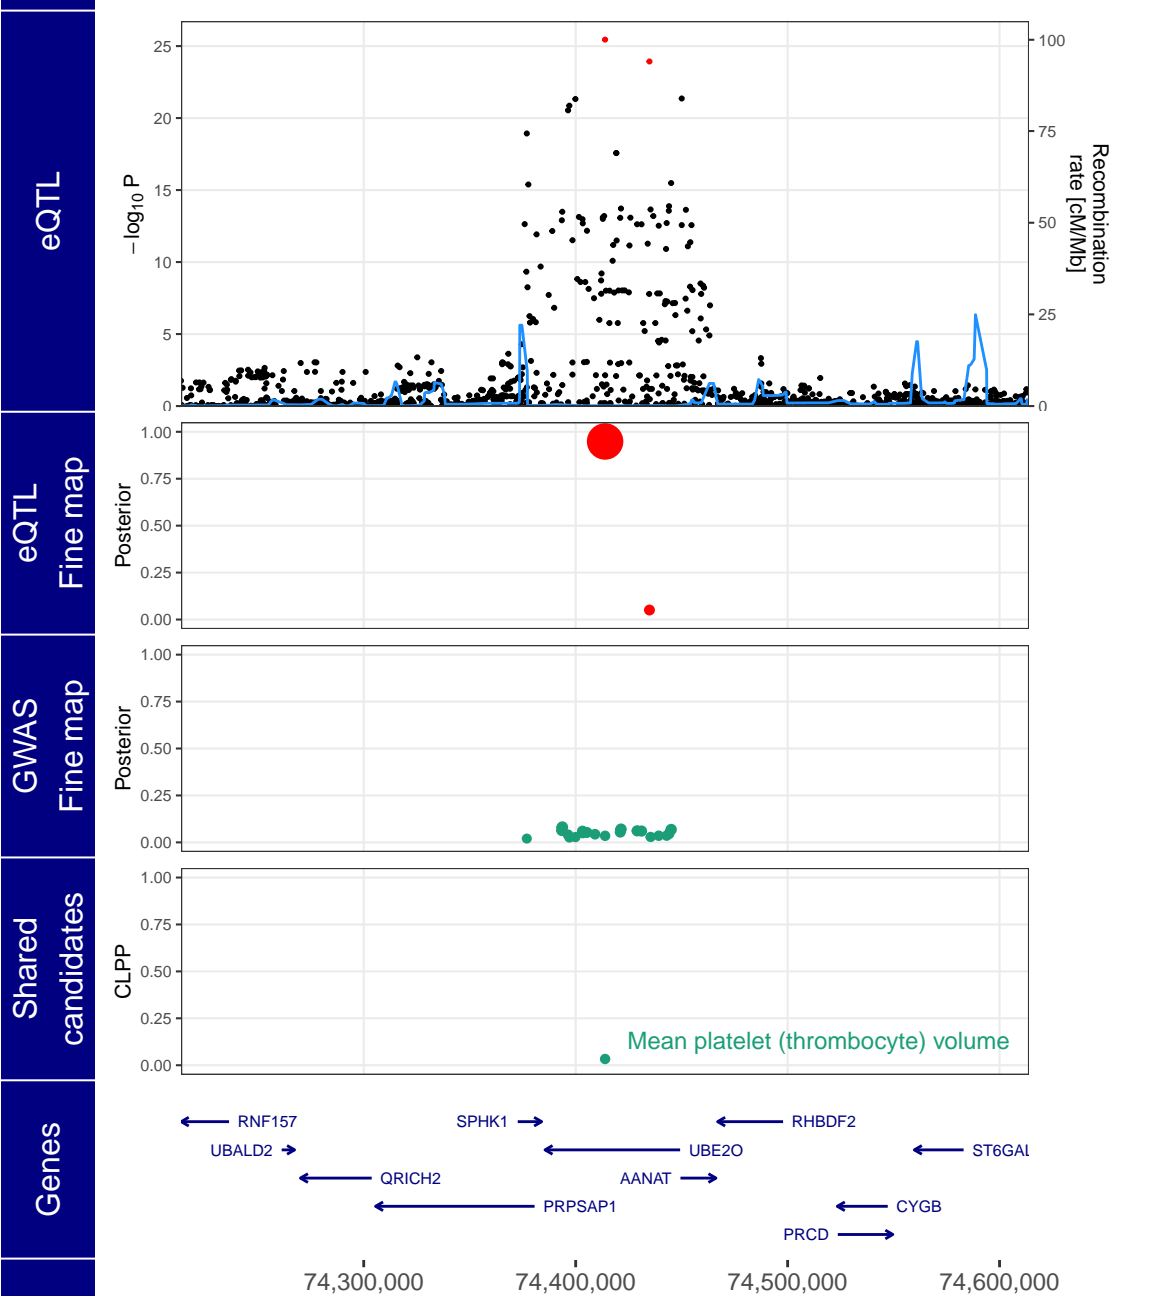 eQTL
−log10 P
25
20
15
10
5
0
100
75
50
25
0
Recombination
rate [cM/Mb]
eQTL
Fine map
Posterior
1.00
0.75
0.50
0.25
0.00
GWAS
Fine map
Posterior
1.00
0.75
0.50
0.25
0.00
Shared
candidates
CLPP
1.00
0.75
0.50
0.25
0.00
Mean platelet (thrombocyte) volume
Genes
RNF157
SPHK1
RHBDF2
UBALD2
UBE2O
ST6GAL
QRICH2
AANAT
PRPSAP1
CYGB
PRCD
74,300,000
74,400,000
74,500,000
74,600,000